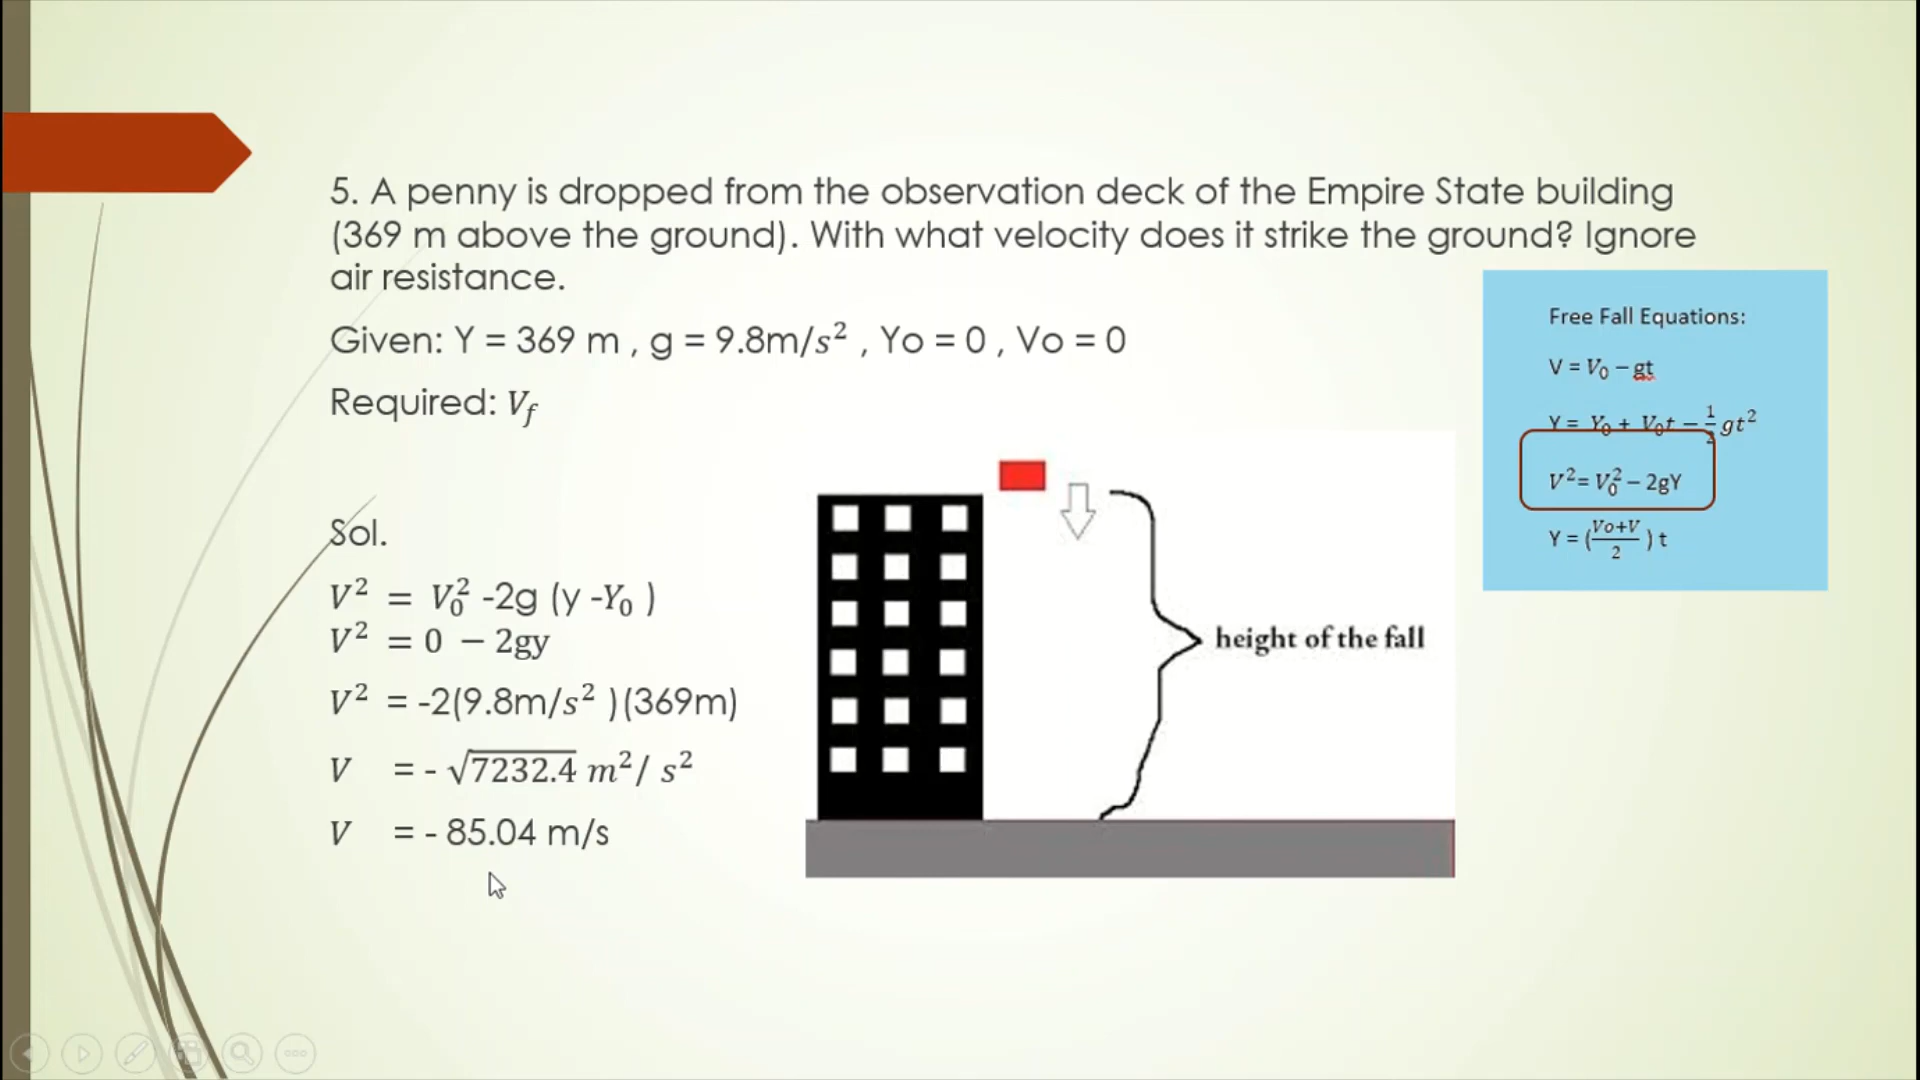 5. A penny is dropped from the observation deck of the Empire State building
(369 m above the ground). With what velocity does it strike the ground? Ignore
air resistance.
Given: Y = 369 m , g = 9.8m/s² , Yo = 0 , Vo = 0
Required: V_f
Sol.
V² = V₀² -2g (y -Y₀ )
V² = 0 − 2gy
V² = -2(9.8m/s² )(369m)
V = - √7232.4 m²/ s²
V = - 85.04 m/s
height of the fall
Free Fall Equations:
V = V₀ − gt
Y = Y₀ + V₀t − ½ gt²
V²= V₀² − 2gY
Y = (\frac{Vo+V}{2} ) t